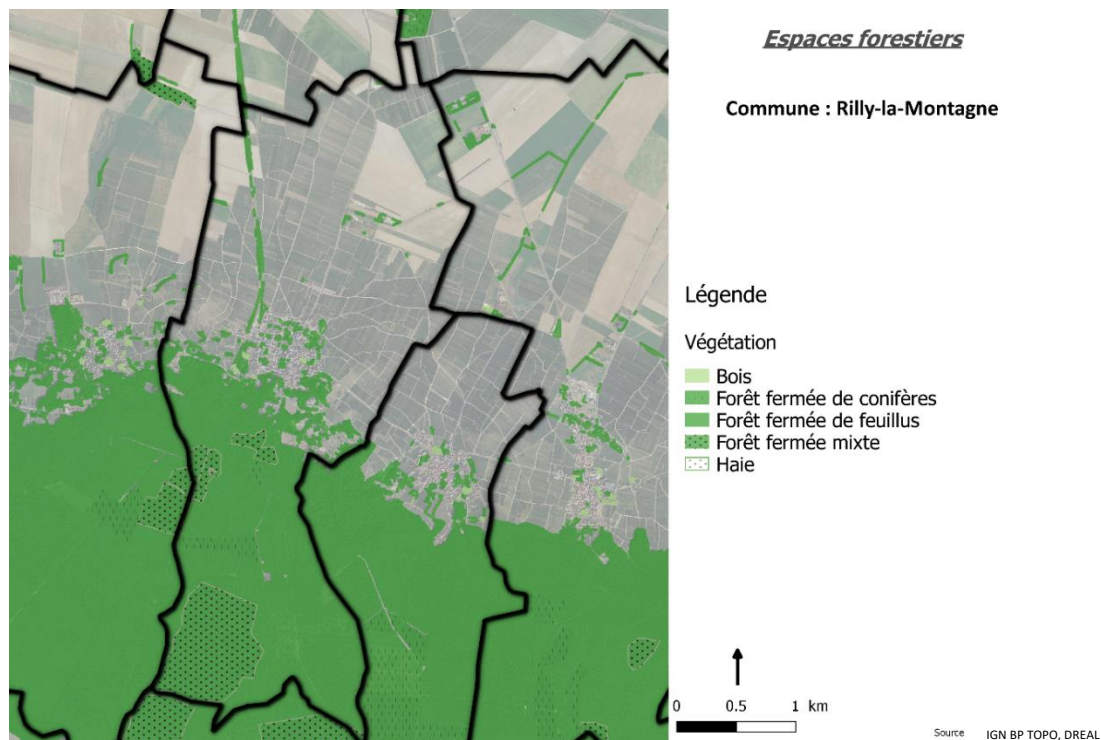 Espaces forestiers
Commune : Rilly-la-Montagne
Légende
Végétation
Bois
Forêt fermée de conifères
Forêt fermée de feuillus
Forêt fermée mixte
Haie
0 0.5 1 km
Source IGN BP TOPO, DREAL